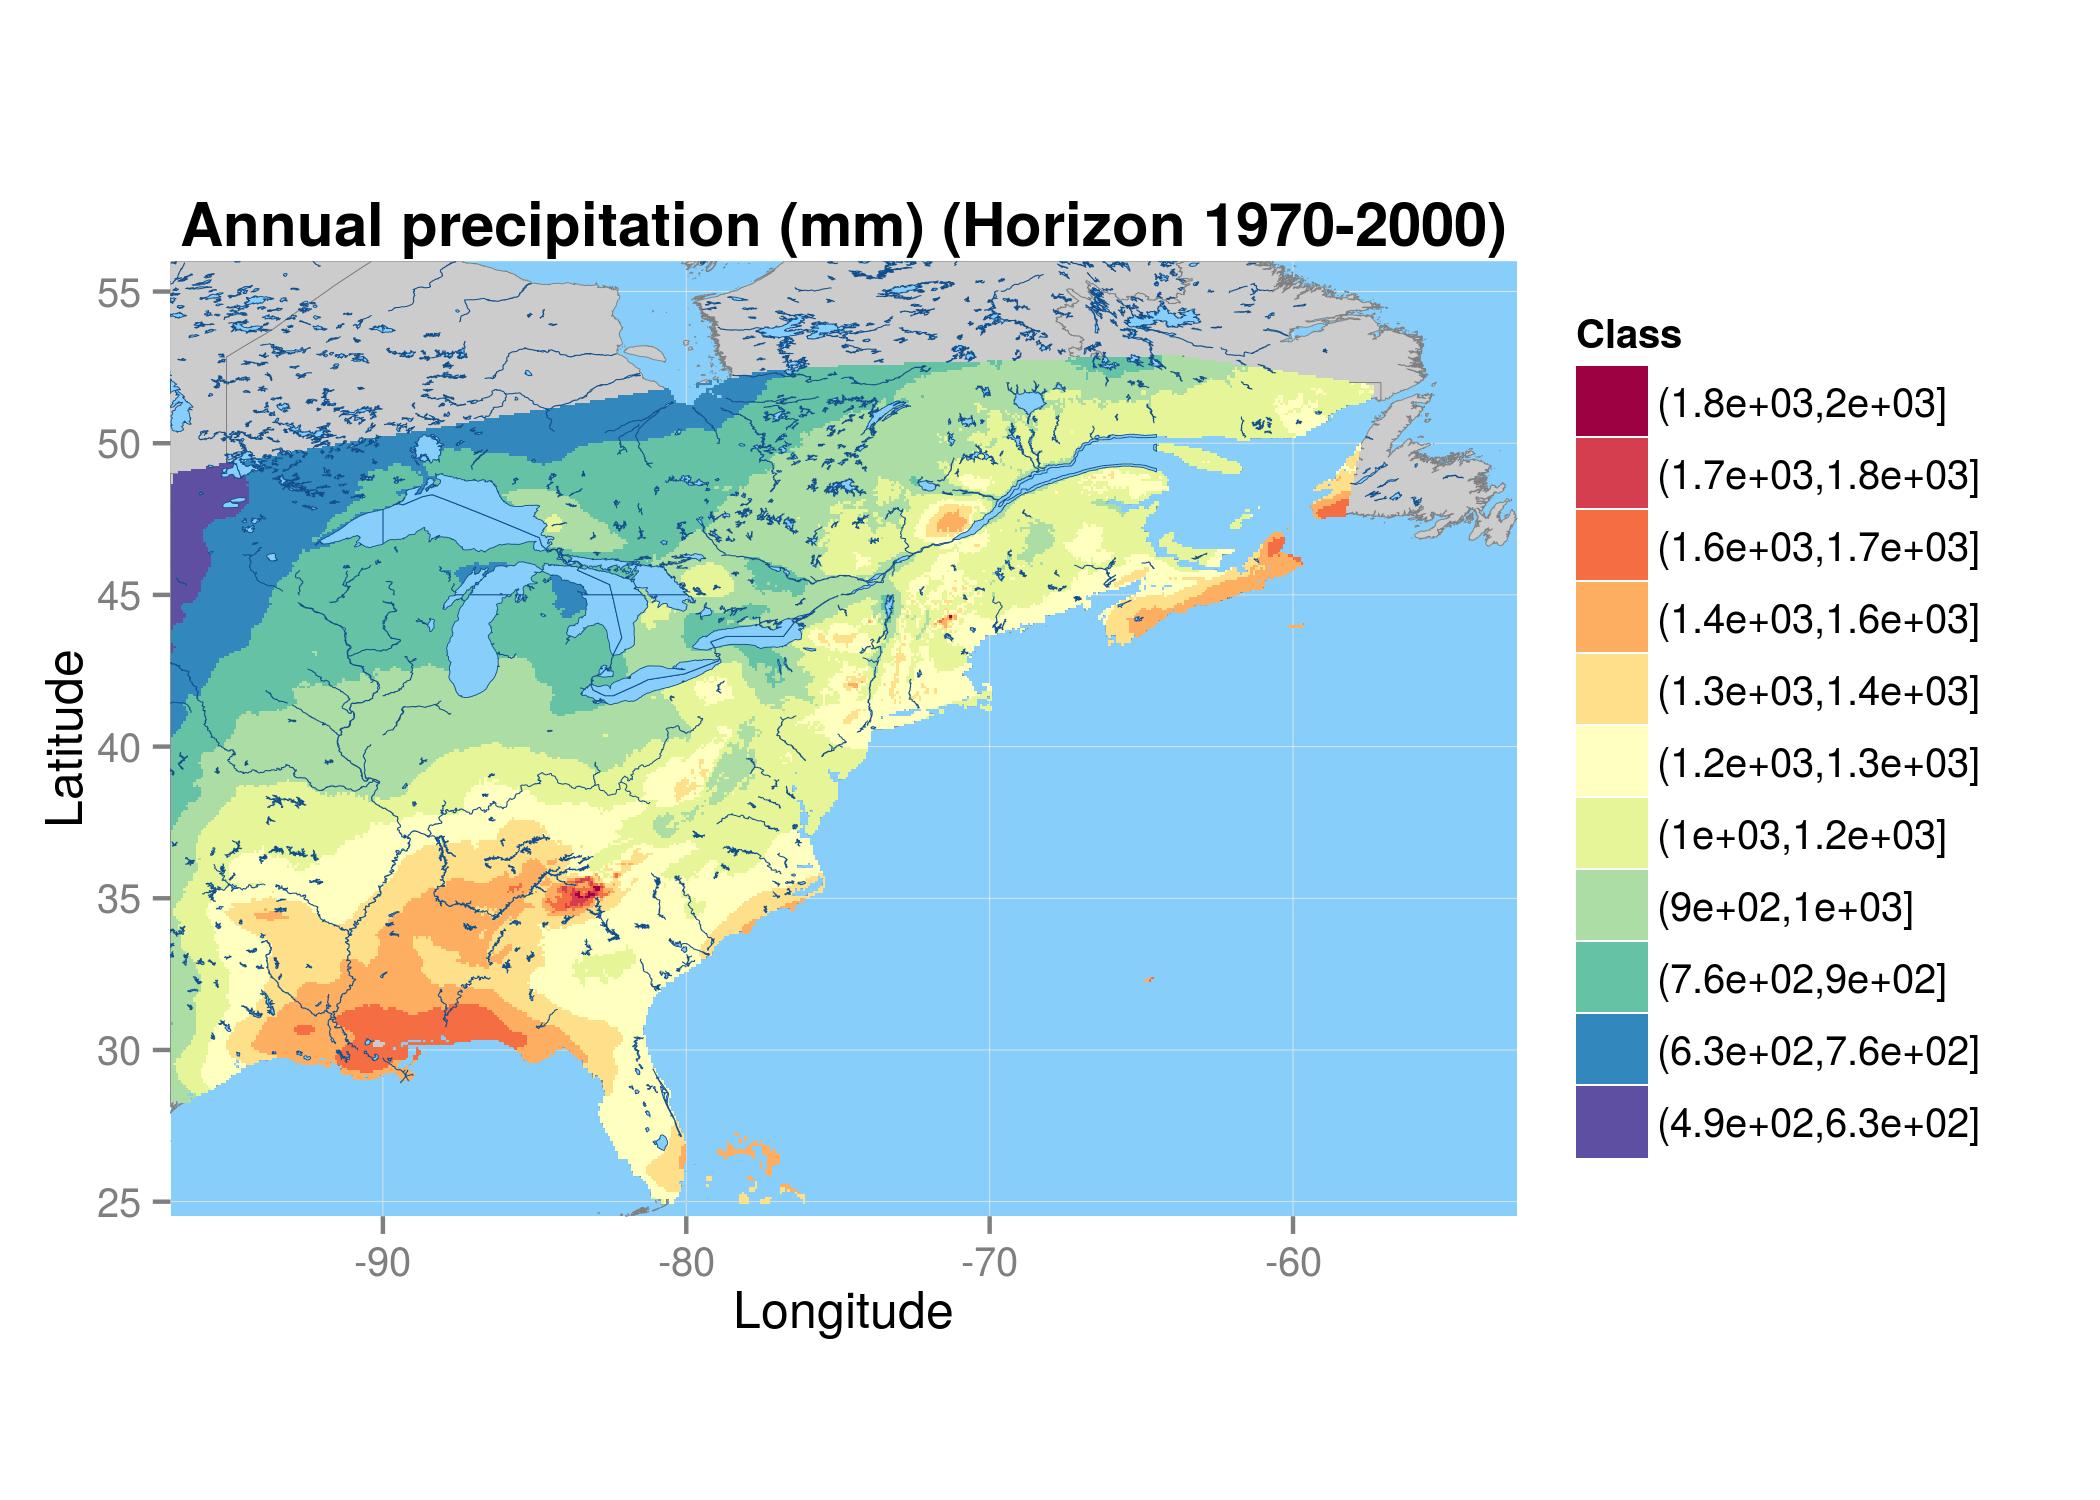 Annual precipitation (mm) (Horizon 1970-2000)
55
50
45
40
35
30
25
Latitude
-90
-80
-70
-60
Longitude
Class
(1.8e+03,2e+03]
(1.7e+03,1.8e+03]
(1.6e+03,1.7e+03]
(1.4e+03,1.6e+03]
(1.3e+03,1.4e+03]
(1.2e+03,1.3e+03]
(1e+03,1.2e+03]
(9e+02,1e+03]
(7.6e+02,9e+02]
(6.3e+02,7.6e+02]
(4.9e+02,6.3e+02]